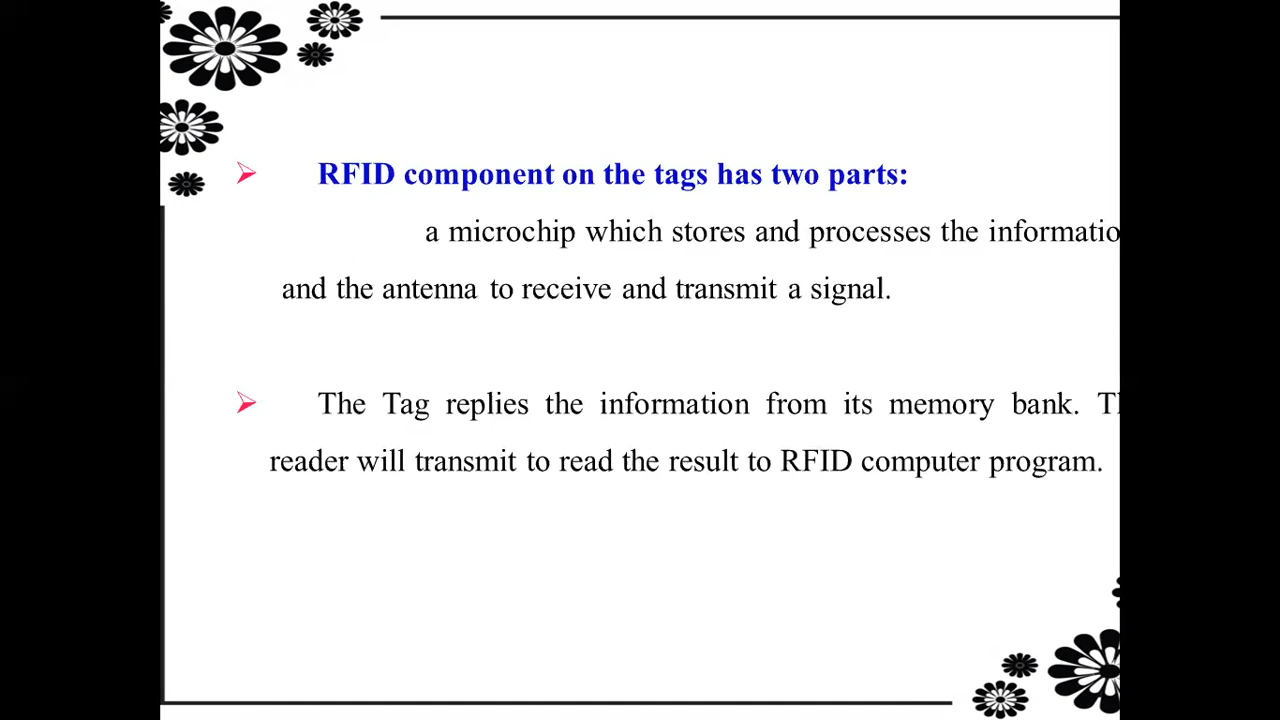 RFID component on the tags has two parts:
a microchip which stores and processes the
and the antenna to receive and transmit a signal.
The Tag replies the information from its memory bank.
reader will transmit to read the result to RFID computer program.